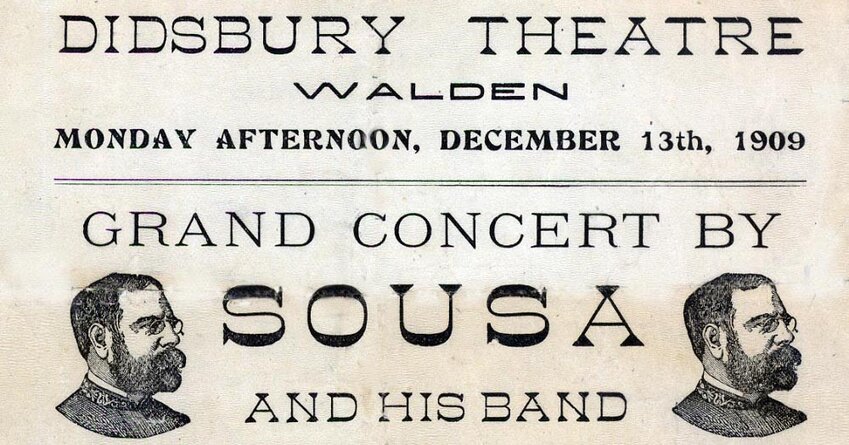 DIDSBURY THEATRE
WALDEN
MONDAY AFTERNOON, DECEMBER 13th, 1909
GRAND CONCERT BY
SOUSA
AND HIS BAND